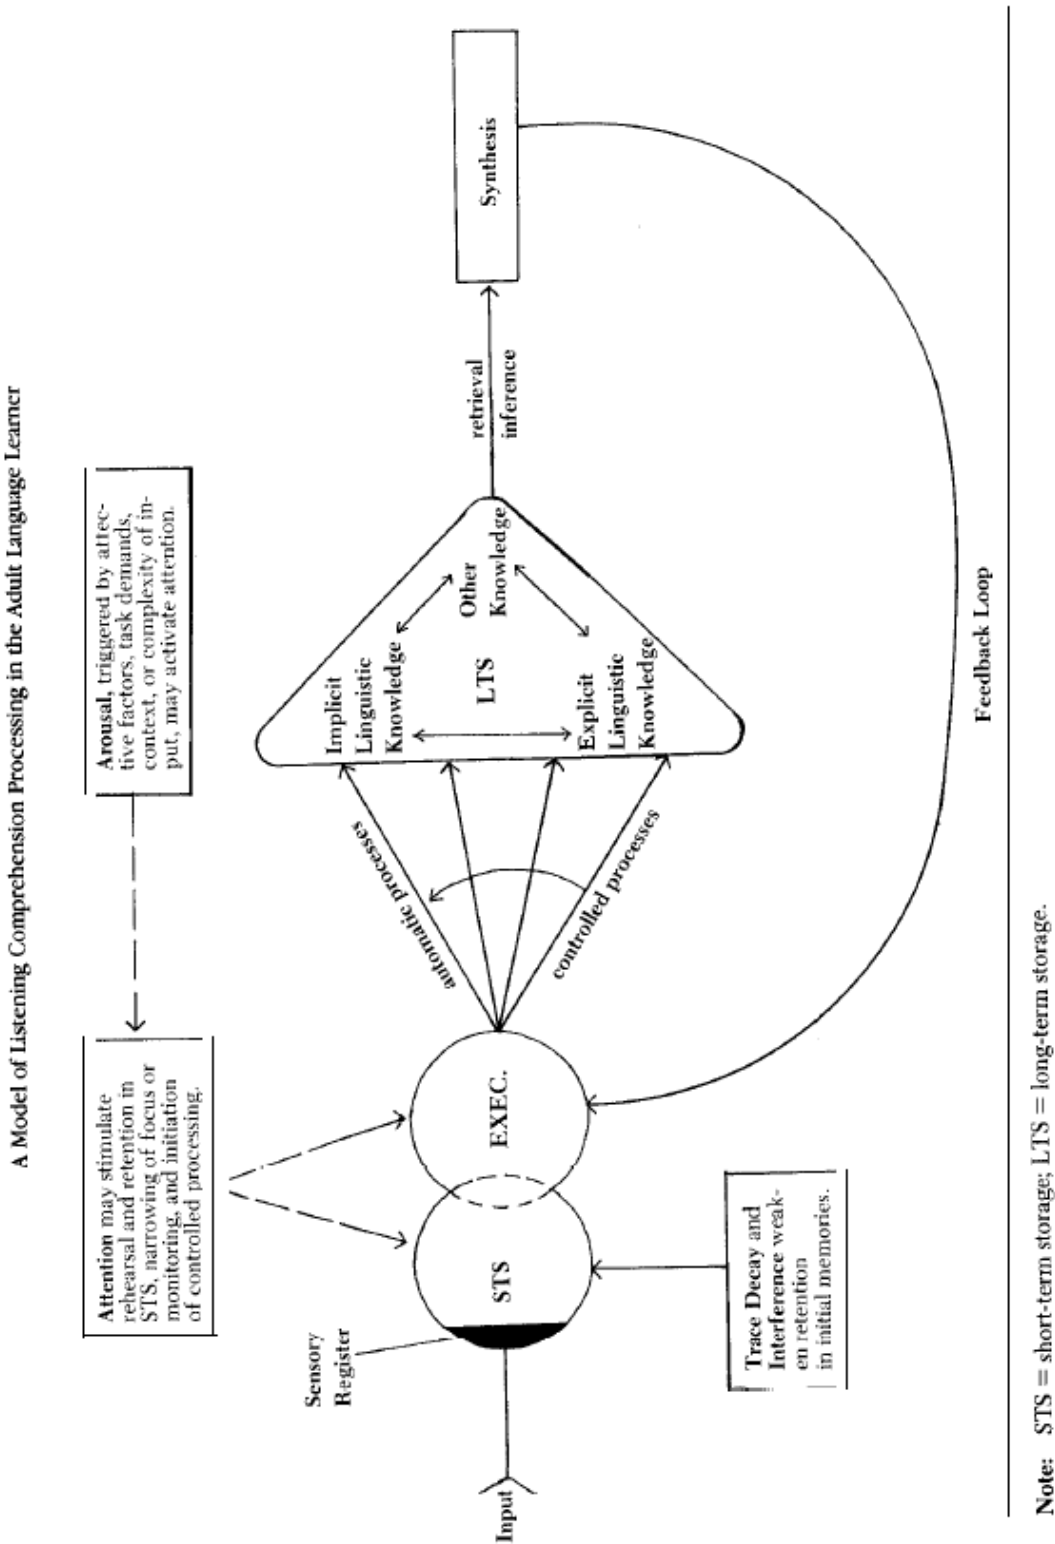 A Model of Listening Comprehension Processing in the Adult Language Learner
Attention may stimulate
rehearsal and retention in
STS, narrowing of focus or
monitoring, and initiation
of controlled processing.
Arousal, triggered by affec-
tive factors, task demands,
context, or complexity of in-
put, may activate attention.
Sensory
Register
Input
STS
EXEC.
automatic processes
controlled processes
Implicit
Linguistic
Knowledge
LTS
Other
Knowledge
Explicit
Linguistic
Knowledge
retrieval
inference
Synthesis
Trace Decay and
Interference weak-
en retention
in initial memories.
Feedback Loop
Note: STS = short-term storage; LTS = long-term storage.